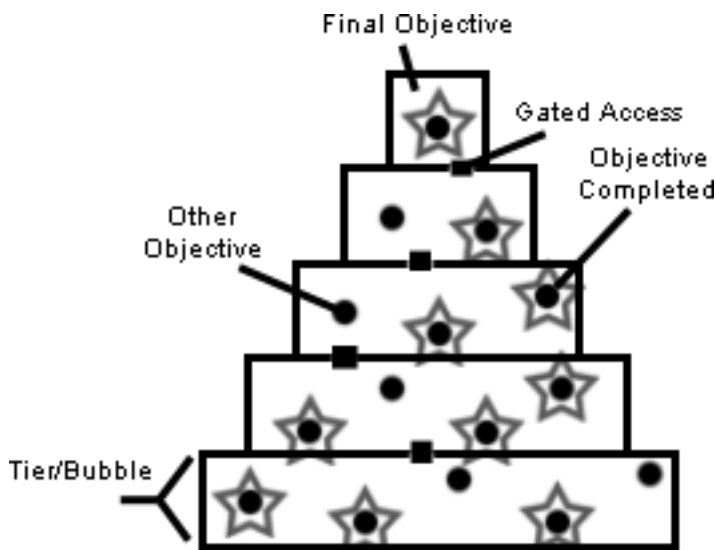 Final Objective
Gated Access
Objective
Completed
Other
Objective
Tier/Bubble